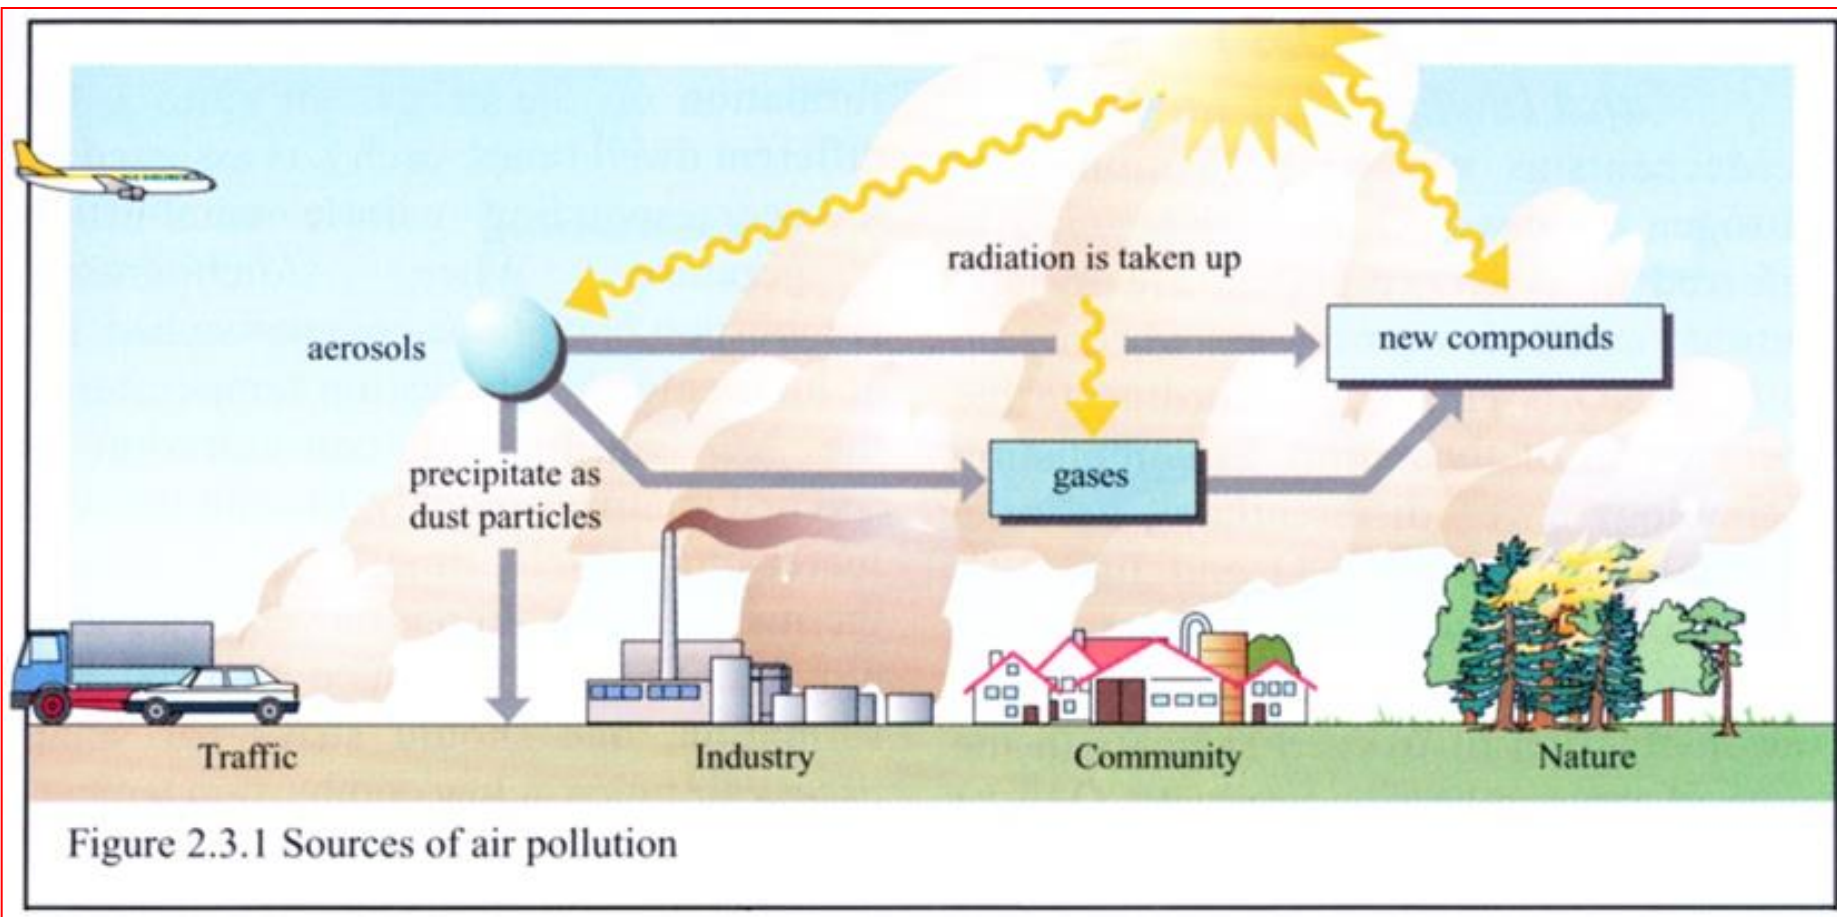 radiation is taken up
aerosols
new compounds
precipitate as
dust particles
gases
Traffic
Industry
Community
Nature
Figure 2.3.1 Sources of air pollution